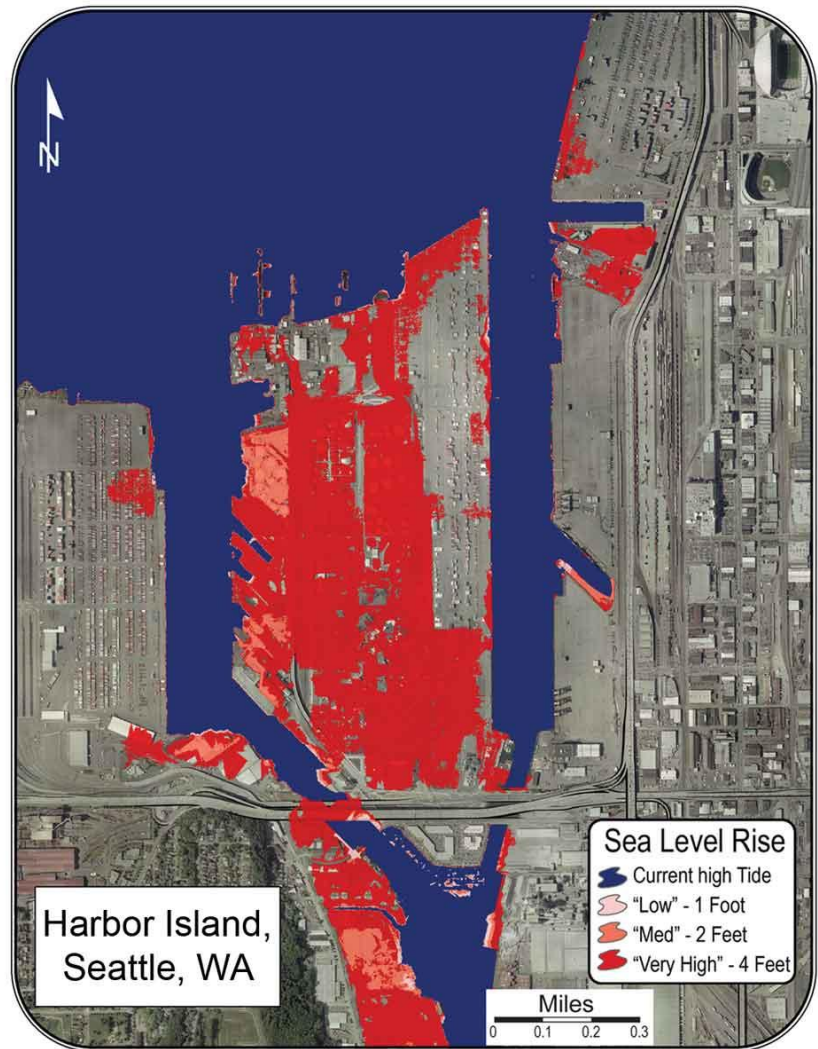 N
Harbor Island,
Seattle, WA
Sea Level Rise
Current high Tide
“Low” - 1 Foot
“Med” - 2 Feet
“Very High” - 4 Feet
Miles
0 0.1 0.2 0.3